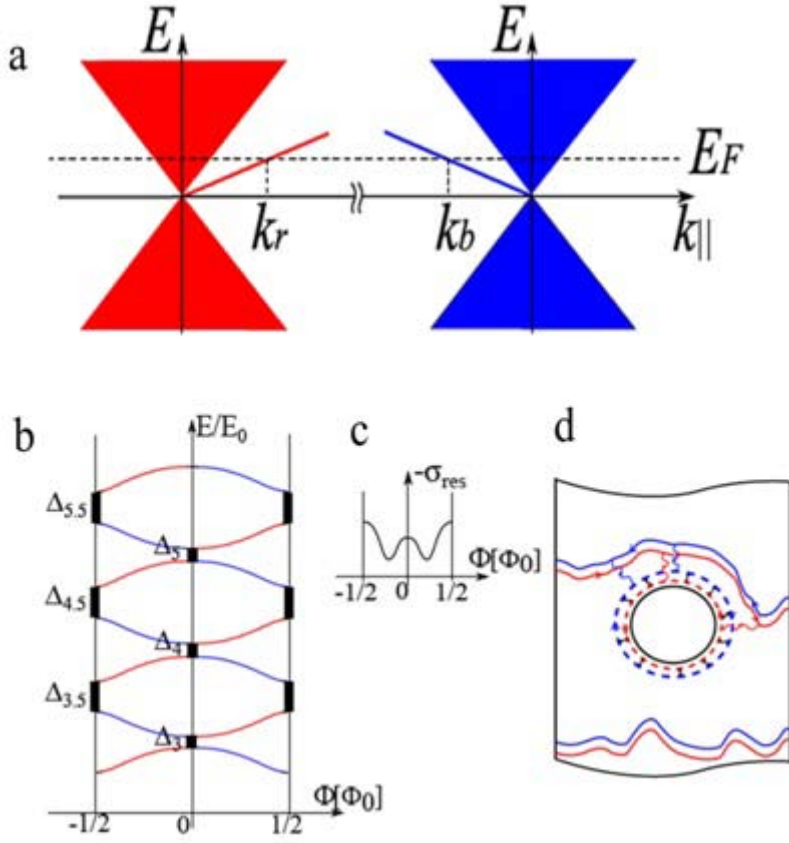 a
E
E
E_F
k_r
k_b
k_||
b
E/E_0
Δ_5.5
Δ_5
Δ_4.5
Δ_4
Δ_3.5
Δ_3
Φ[Φ_0]
-1/2
0
1/2
c
-σ_res
Φ[Φ_0]
-1/2
0
1/2
d